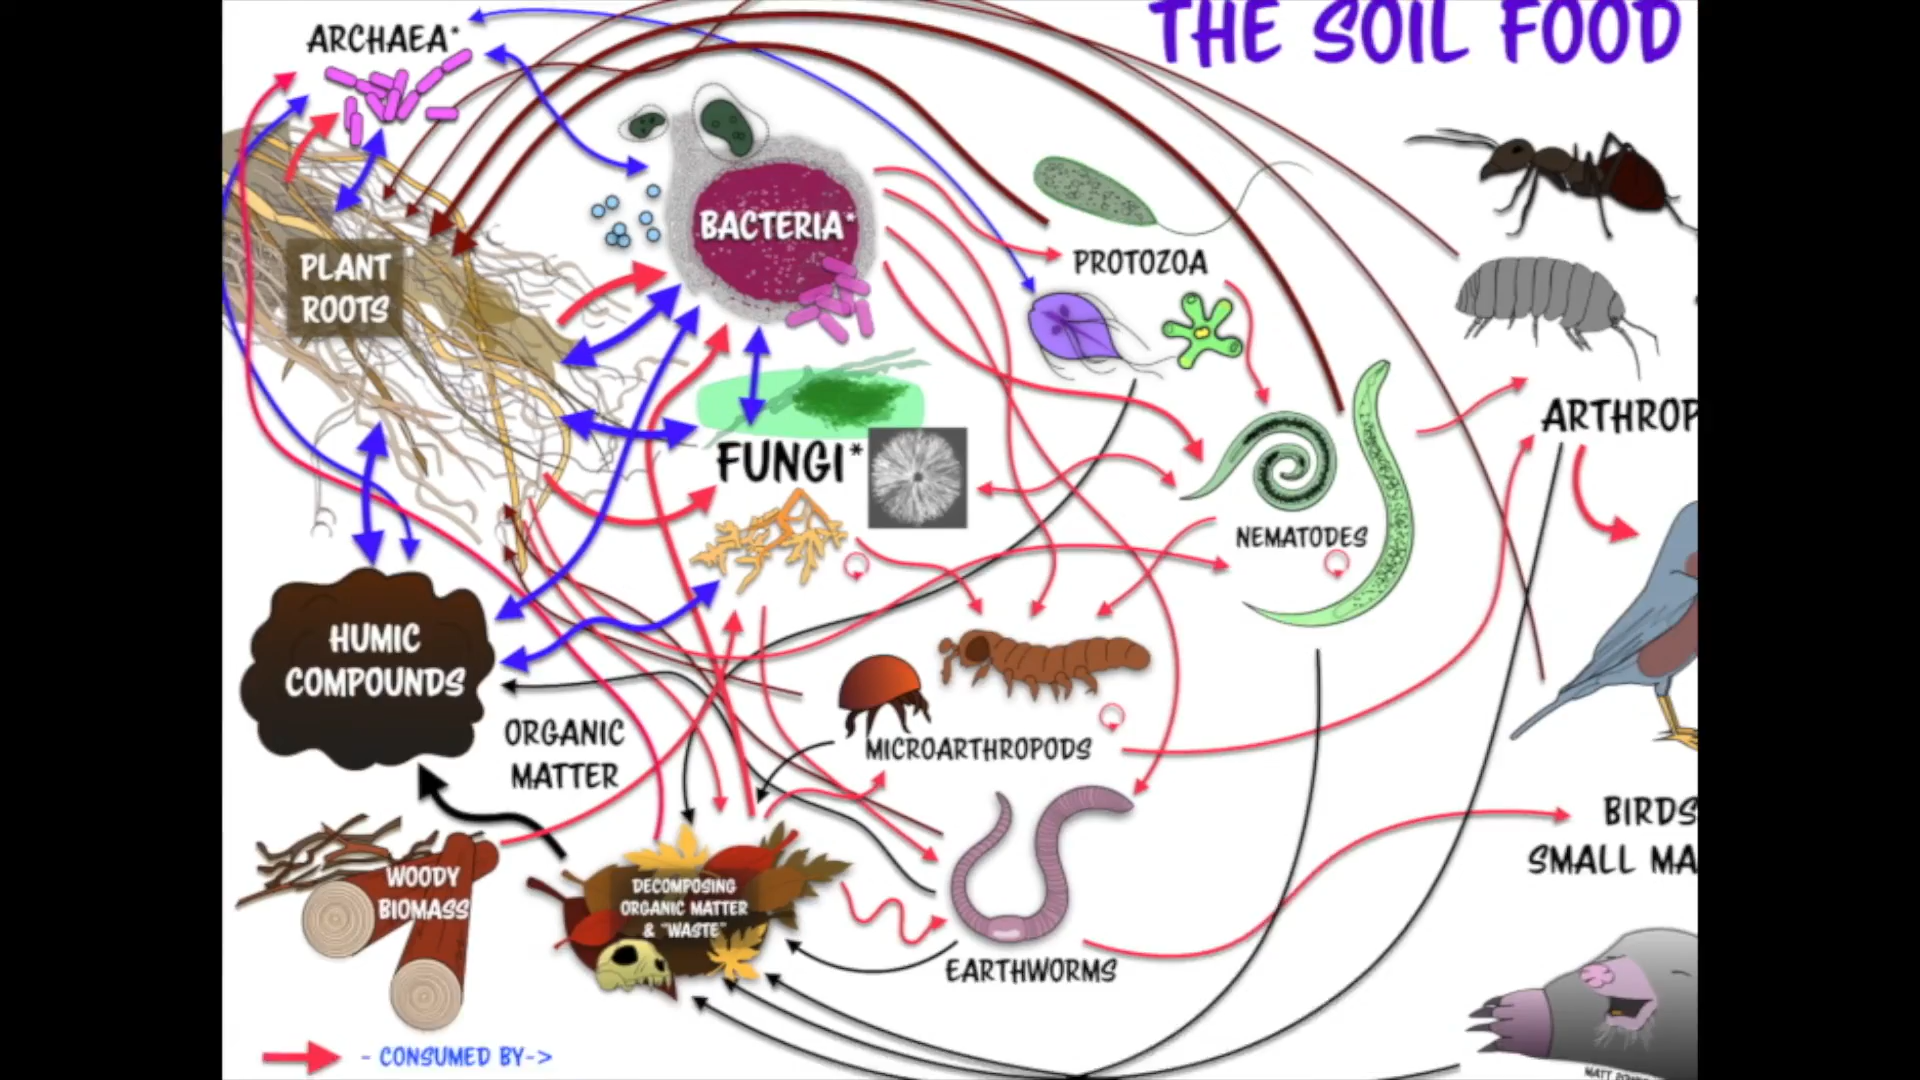 THE SOIL FOOD
ARCHAEA*
BACTERIA*
PLANT
ROOTS
PROTOZOA
ARTHROP
FUNGI*
NEMATODES
HUMIC
COMPOUNDS
ORGANIC
MATTER
MICROARTHROPODS
BIRDS
SMALL MA
WOODY
BIOMASS
DECOMPOSING
ORGANIC MATTER
& "WASTE"
EARTHWORMS
- CONSUMED BY->
MATT